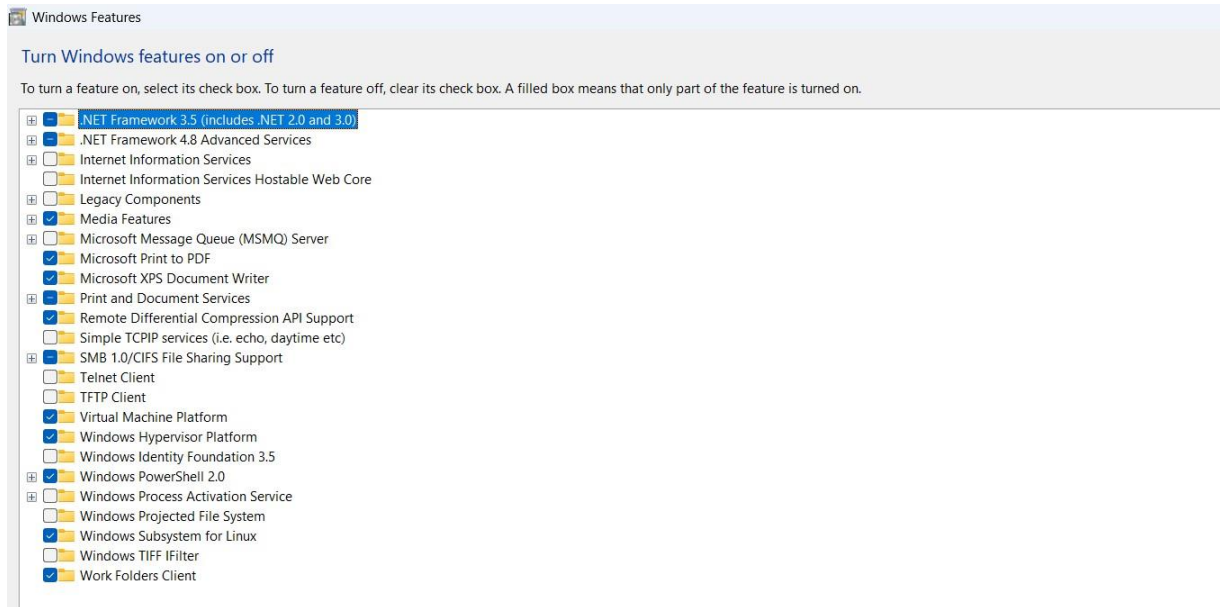 Windows Features
Turn Windows features on or off
To turn a feature on, select its check box. To turn a feature off, clear its check box. A filled box means that only part of the feature is turned on.
.NET Framework 3.5 (includes .NET 2.0 and 3.0)
.NET Framework 4.8 Advanced Services
Internet Information Services
Internet Information Services Hostable Web Core
Legacy Components
Media Features
Microsoft Message Queue (MSMQ) Server
Microsoft Print to PDF
Microsoft XPS Document Writer
Print and Document Services
Remote Differential Compression API Support
Simple TCPIP services (i.e. echo, daytime etc)
SMB 1.0/CIFS File Sharing Support
Telnet Client
TFTP Client
Virtual Machine Platform
Windows Hypervisor Platform
Windows Identity Foundation 3.5
Windows PowerShell 2.0
Windows Process Activation Service
Windows Projected File System
Windows Subsystem for Linux
Windows TIFF IFilter
Work Folders Client